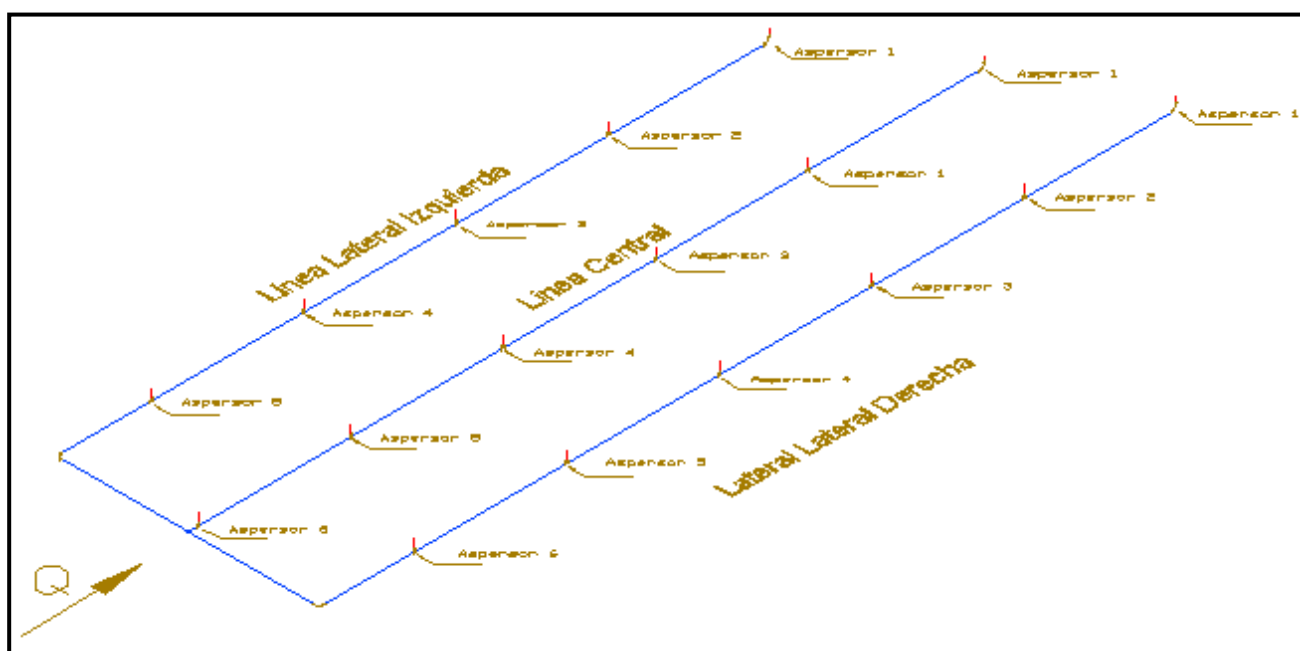 Aspersor 1
Aspersor 1
Aspersor 1
Aspersor 2
Aspersor 1
Aspersor 2
Linea Lateral Izquierda
Aspersor 3
Linea Central
Aspersor 3
Aspersor 3
Aspersor 4
Aspersor 4
Aspersor 4
Lateral Lateral Derecha
Aspersor 5
Aspersor 5
Aspersor 5
Aspersor 6
Aspersor 6
Q